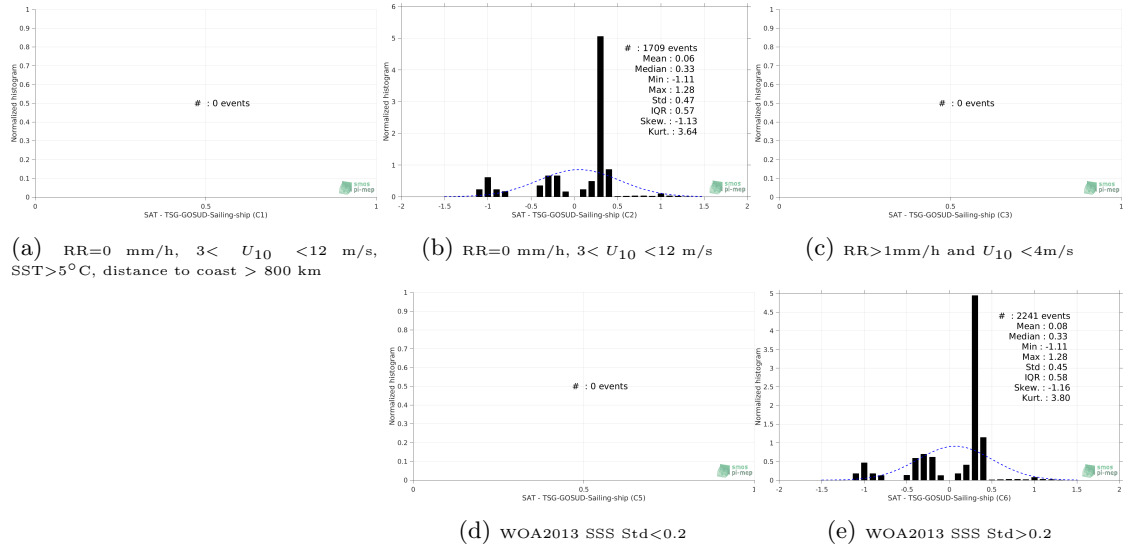 1
0.9
0.8
0.7
0.6
0.5
0.4
0.3
0.2
0.1
0
Normalized histogram
# : 0 events
smos
pi-mep
0 0.5 1
SAT - TSG-GOSUD-Sailing-ship (C1)
(a) RR=0 mm/h, 3< U10 <12 m/s,
SST>5°C, distance to coast > 800 km
6
5
4
3
2
1
0
Normalized histogram
# : 1709 events
Mean : 0.06
Median : 0.33
Min : -1.11
Max : 1.28
Std : 0.47
IQR : 0.57
Skew. : -1.13
Kurt. : 3.64
smos
pi-mep
-2 -1.5 -1 -0.5 0 0.5 1 1.5 2
SAT - TSG-GOSUD-Sailing-ship (C2)
(b) RR=0 mm/h, 3< U10 <12 m/s
1
0.9
0.8
0.7
0.6
0.5
0.4
0.3
0.2
0.1
0
Normalized histogram
# : 0 events
smos
pi-mep
0 0.5 1
SAT - TSG-GOSUD-Sailing-ship (C3)
(c) RR>1mm/h and U10 <4m/s
1
0.9
0.8
0.7
0.6
0.5
0.4
0.3
0.2
0.1
0
Normalized histogram
# : 0 events
smos
pi-mep
0 0.5 1
SAT - TSG-GOSUD-Sailing-ship (C5)
(d) WOA2013 SSS Std<0.2
5
4.5
4
3.5
3
2.5
2
1.5
1
0.5
0
Normalized histogram
# : 2241 events
Mean : 0.08
Median : 0.33
Min : -1.11
Max : 1.28
Std : 0.45
IQR : 0.58
Skew. : -1.16
Kurt. : 3.80
smos
pi-mep
-2 -1.5 -1 -0.5 0 0.5 1 1.5 2
SAT - TSG-GOSUD-Sailing-ship (C6)
(e) WOA2013 SSS Std>0.2